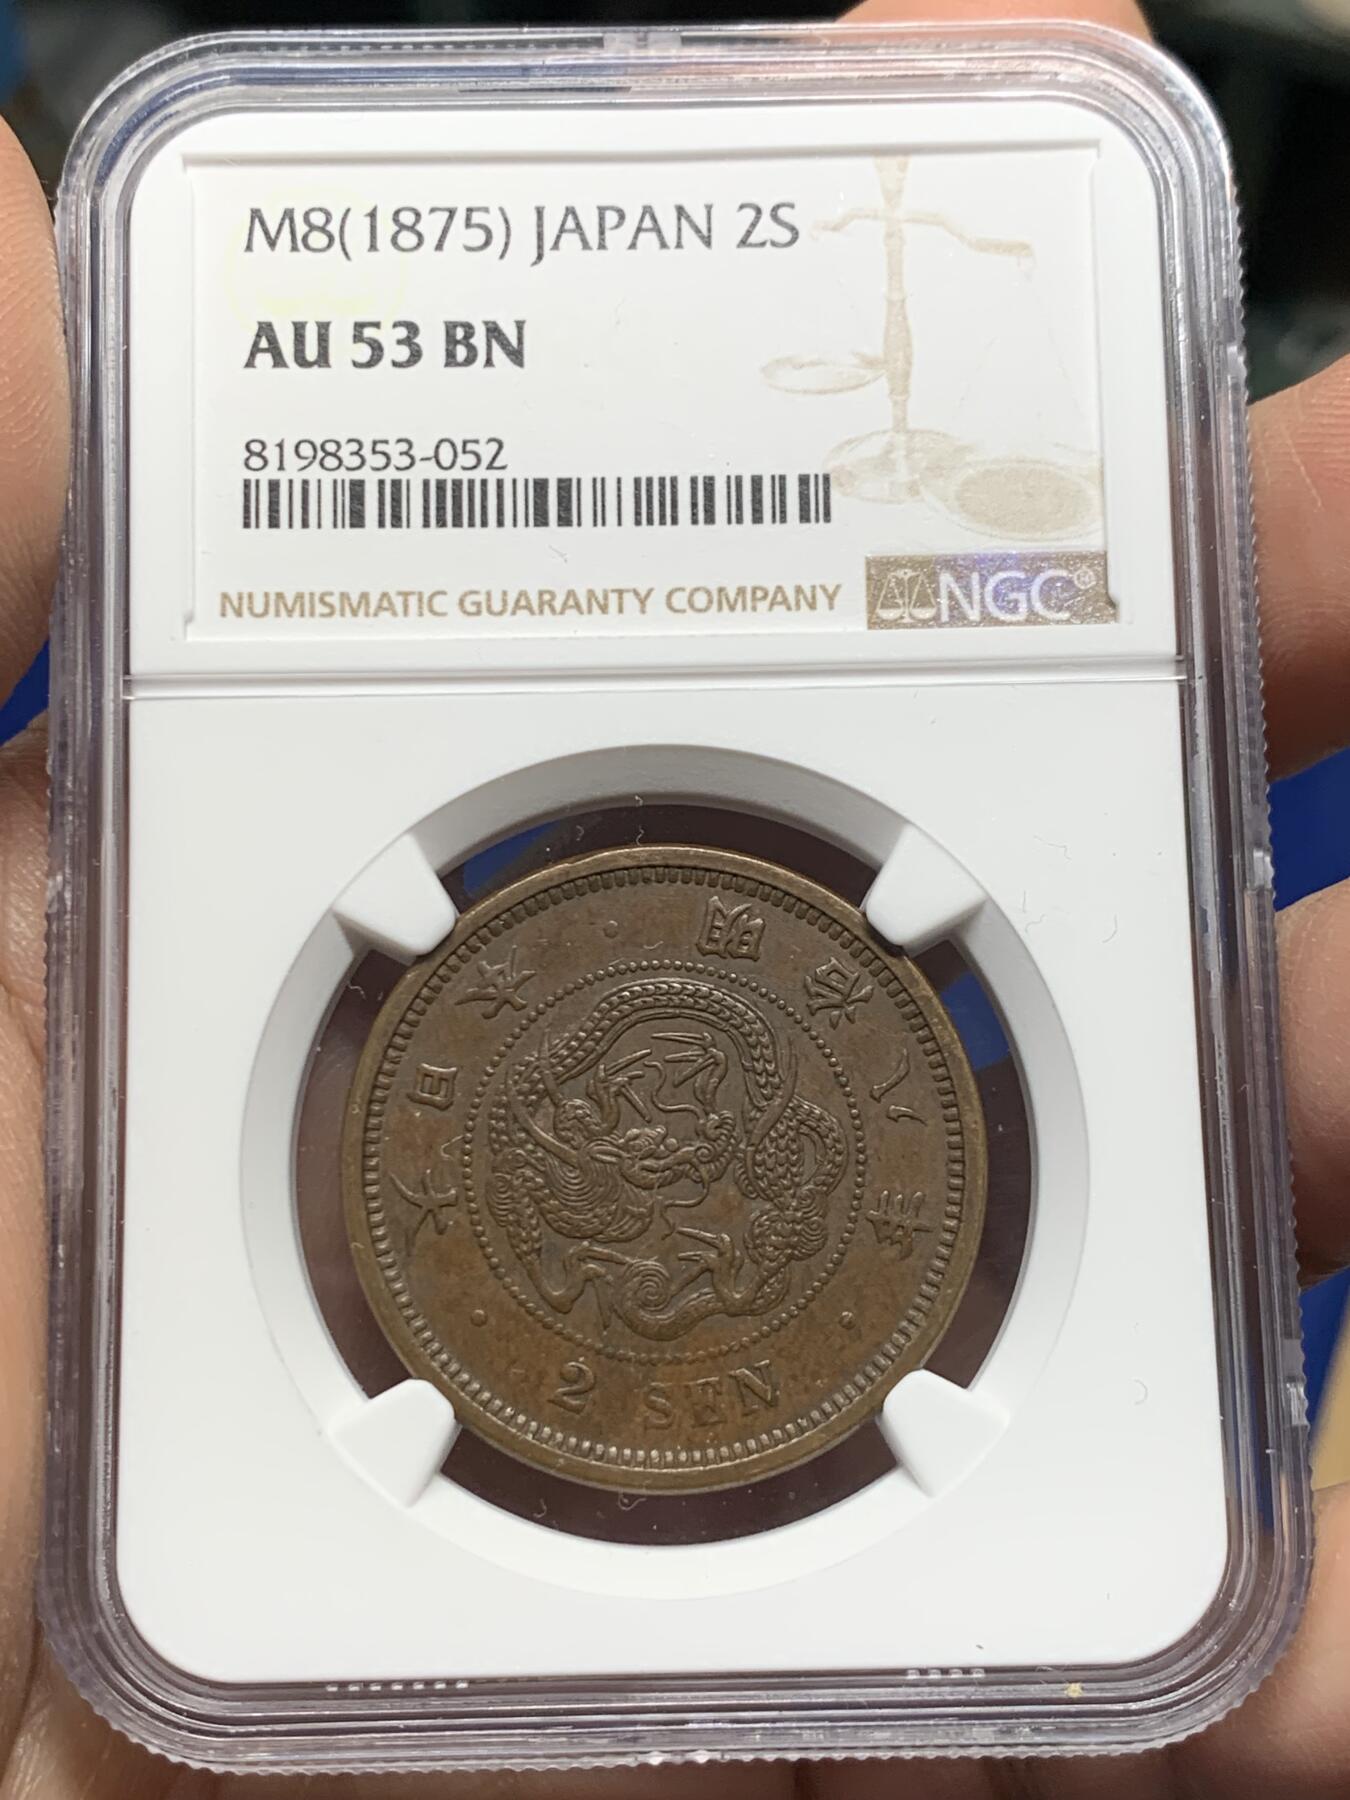 M8(1875) JAPAN 2S
AU 53 BN
8198353-052
NUMISMATIC GUARANTY COMPANY
NGC®
大日本 · 明治八年 ·
2 SEN